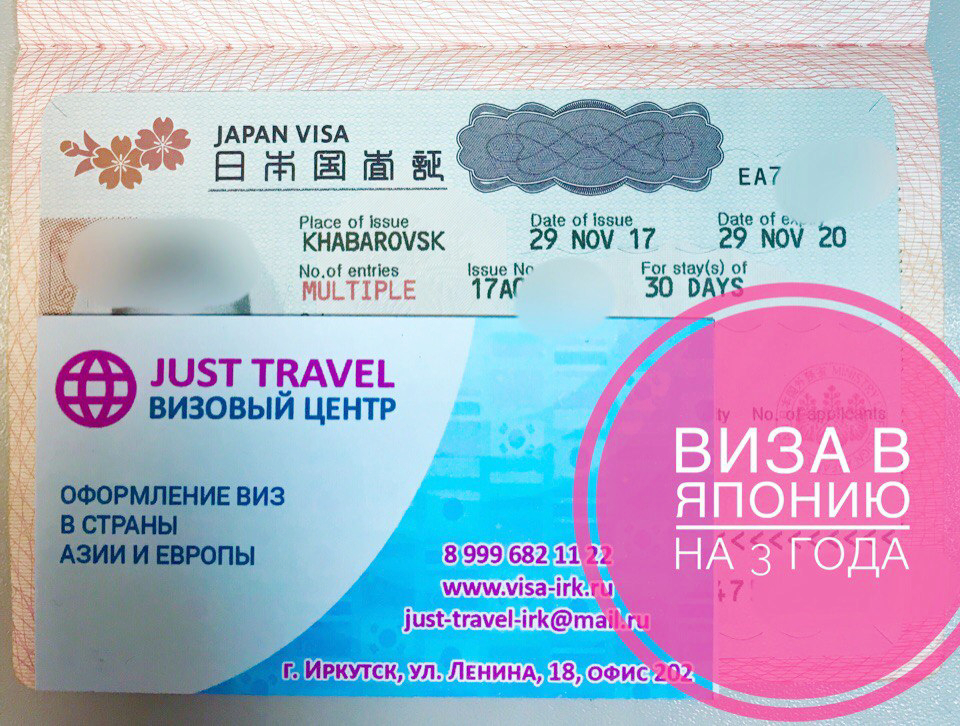 JAPAN VISA
日本国査証
EA7
Place of issue
KHABAROVSK
Date of issue
29 NOV 17
Date of
29 NOV 20
No.of entries
MULTIPLE
Issue No
17A
For stay(s) of
30 DAYS
JUST TRAVEL
ВИЗОВЫЙ ЦЕНТР
ОФОРМЛЕНИЕ ВИЗ
В СТРАНЫ
АЗИИ И ЕВРОПЫ
8 999 682 11 22
www.visa-irk.ru
just-travel-irk@mail.ru
г. Иркутск, ул. Ленина, 18, офис 202
ty No. of applicants
ВИЗА В
ЯПОНИЮ
НА 3 ГОДА
<<<<<<<